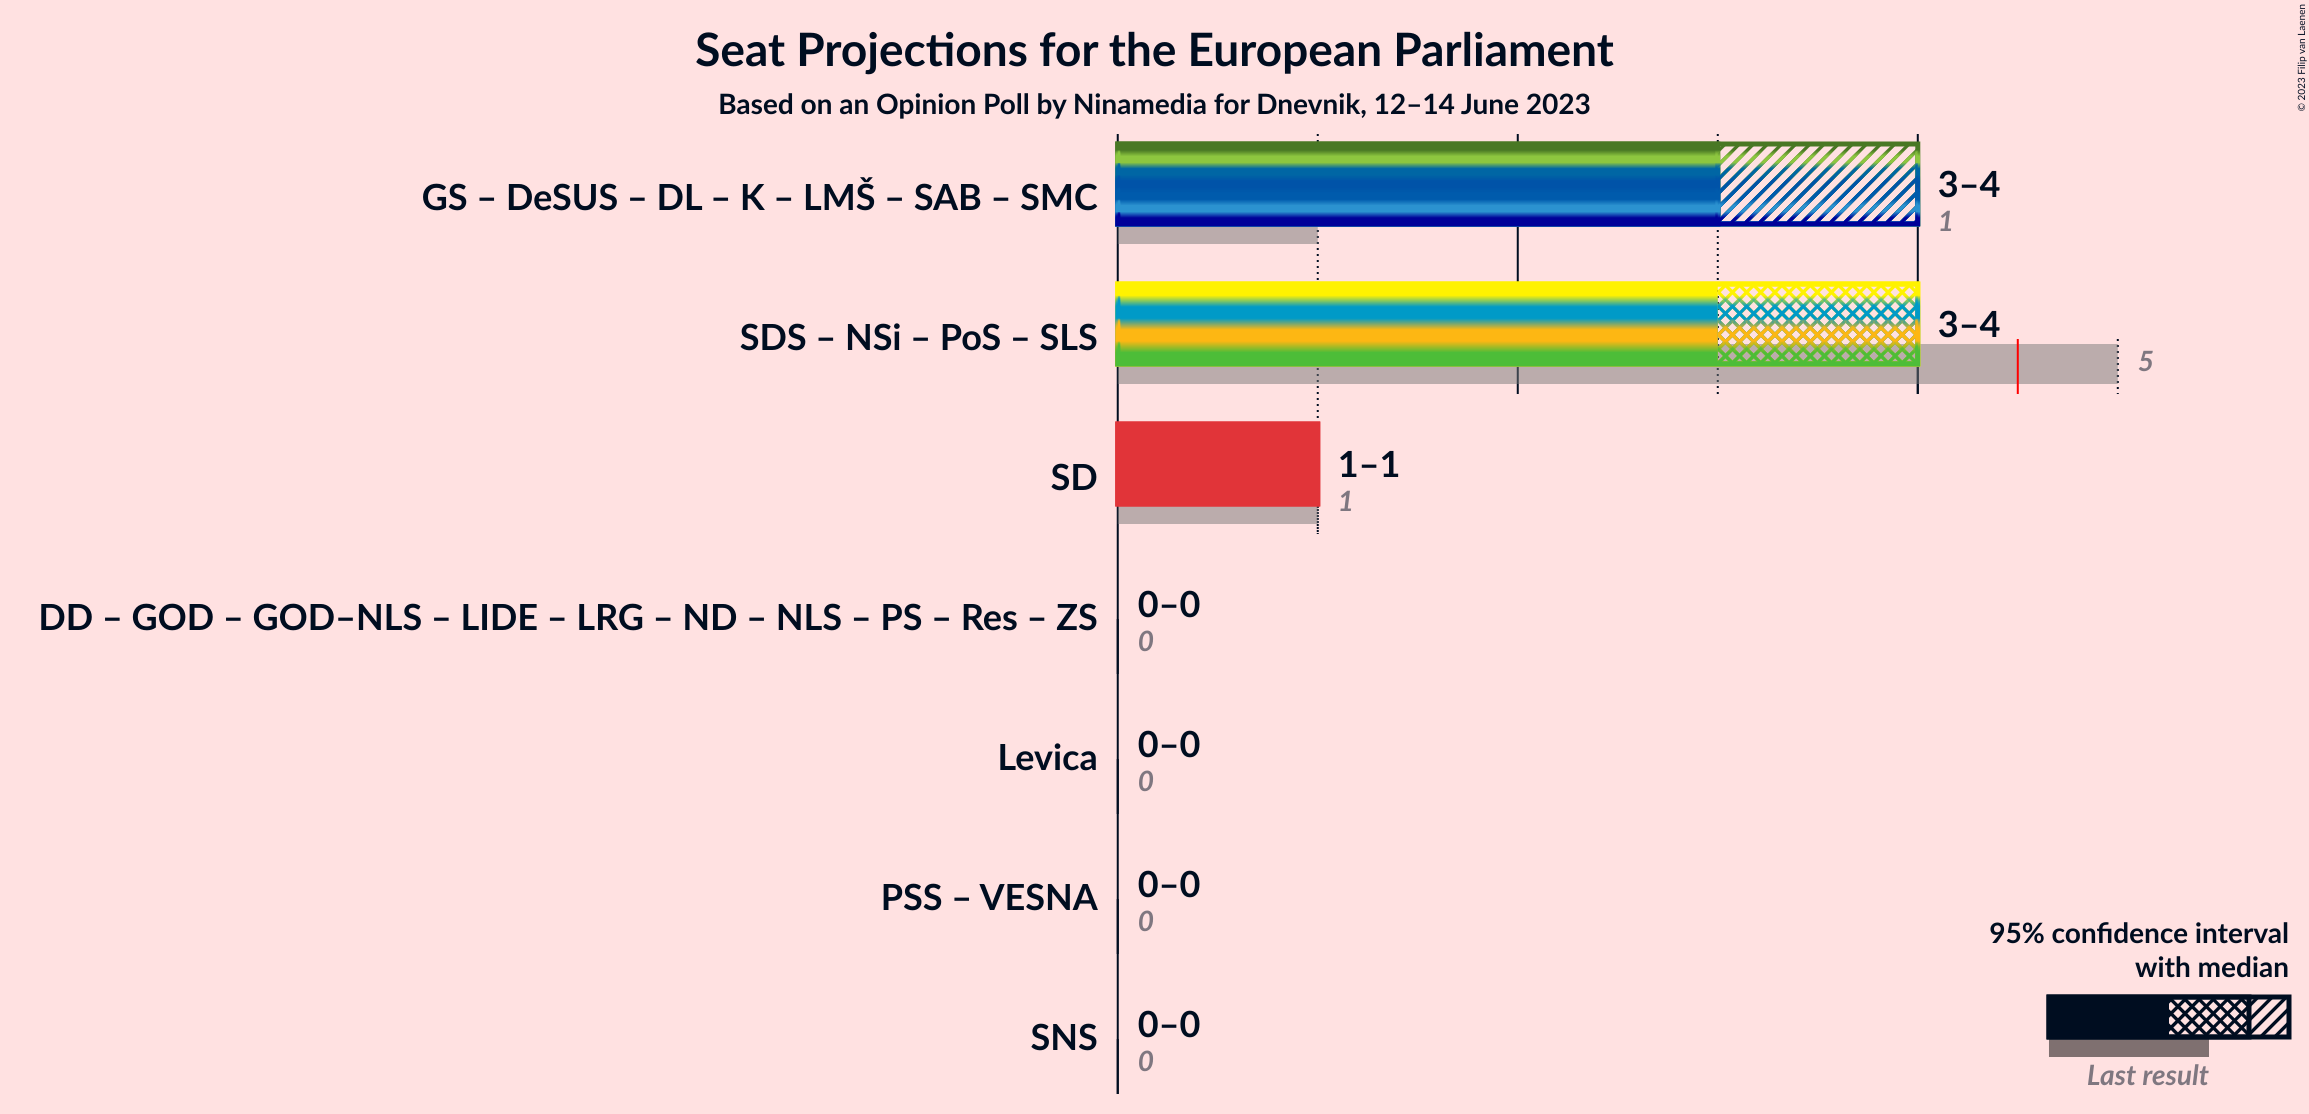 Seat Projections for the European Parliament
Based on an Opinion Poll by Ninamedia for Dnevnik, 12–14 June 2023
© 2023 Filip van Laenen
GS – DeSUS – DL – K – LMŠ – SAB – SMC
3–4
1
SDS – NSi – PoS – SLS
3–4
5
SD
1–1
1
DD – GOD – GOD–NLS – LIDE – LRG – ND – NLS – PS – Res – ZS
0–0
0
Levica
0–0
0
PSS – VESNA
0–0
0
SNS
0–0
0
95% confidence interval
with median
Last result